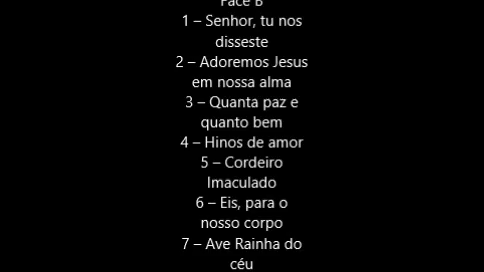 Face B
1 – Senhor, tu nos
disseste
2 – Adoremos Jesus
em nossa alma
3 – Quanta paz e
quanto bem
4 – Hinos de amor
5 – Cordeiro
Imaculado
6 – Eis, para o
nosso corpo
7 – Ave Rainha do
céu